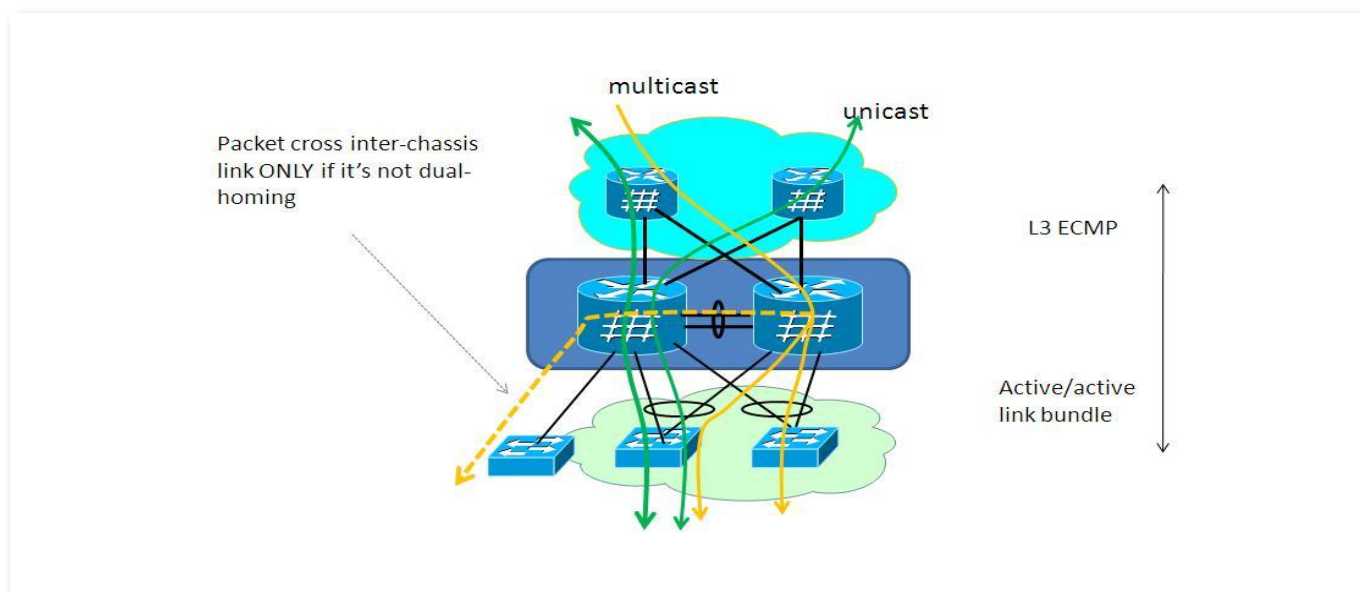 multicast
unicast
Packet cross inter-chassis
link ONLY if it's not dual-
homing
L3 ECMP
Active/active
link bundle